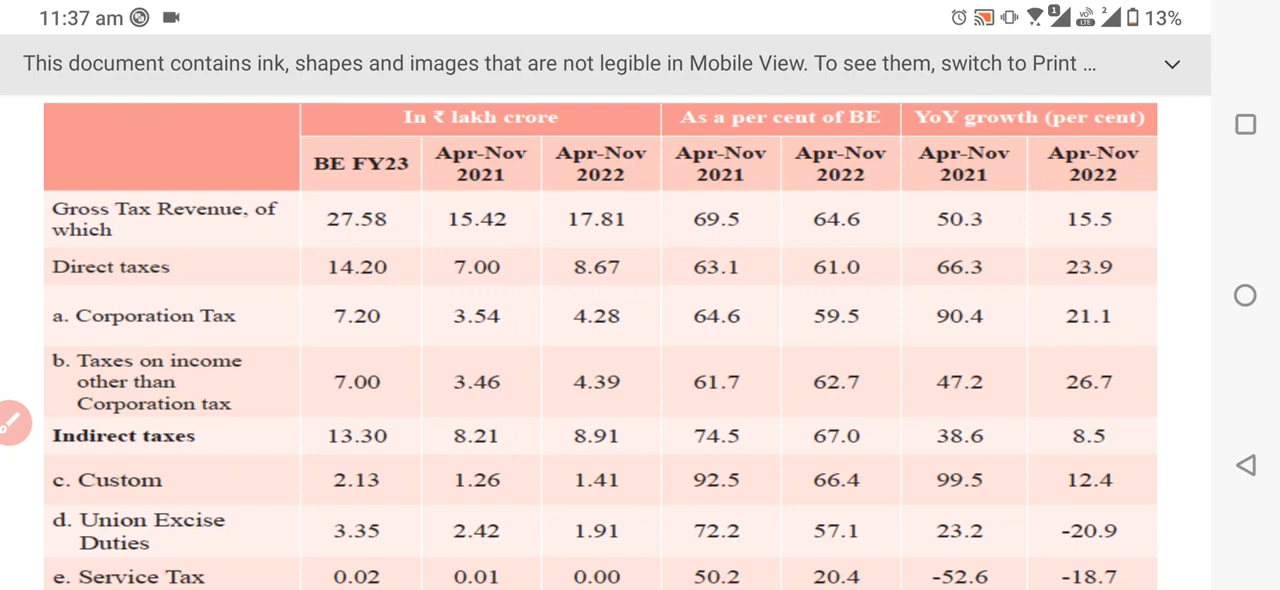 11:37 am
1 VO) LTE 2 13%
This document contains ink, shapes and images that are not legible in Mobile View. To see them, switch to Print ...
In ₹ lakh crore As a per cent of BE YoY growth (per cent)
BE FY23 Apr-Nov 2021 Apr-Nov 2022 Apr-Nov 2021 Apr-Nov 2022 Apr-Nov 2021 Apr-Nov 2022
Gross Tax Revenue, of
which 27.58 15.42 17.81 69.5 64.6 50.3 15.5
Direct taxes 14.20 7.00 8.67 63.1 61.0 66.3 23.9
a. Corporation Tax 7.20 3.54 4.28 64.6 59.5 90.4 21.1
b. Taxes on income
other than
Corporation tax 7.00 3.46 4.39 61.7 62.7 47.2 26.7
Indirect taxes 13.30 8.21 8.91 74.5 67.0 38.6 8.5
c. Custom 2.13 1.26 1.41 92.5 66.4 99.5 12.4
d. Union Excise
Duties 3.35 2.42 1.91 72.2 57.1 23.2 -20.9
e. Service Tax 0.02 0.01 0.00 50.2 20.4 -52.6 -18.7